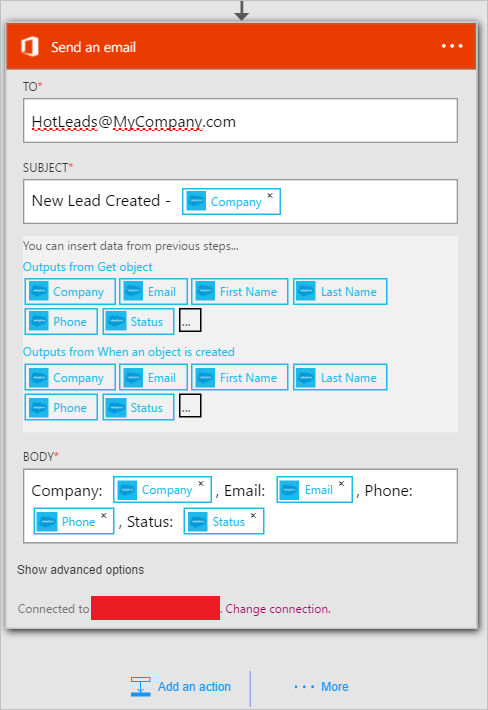 Send an email ...
TO*
HotLeads@MyCompany.com
SUBJECT*
New Lead Created - Company ×
You can insert data from previous steps...
Outputs from Get object
Company Email First Name Last Name
Phone Status ...
Outputs from When an object is created
Company Email First Name Last Name
Phone Status ...
BODY*
Company: Company × , Email: Email × , Phone:
Phone × , Status: Status ×
Show advanced options
Connected to . Change connection.
Add an action ... More